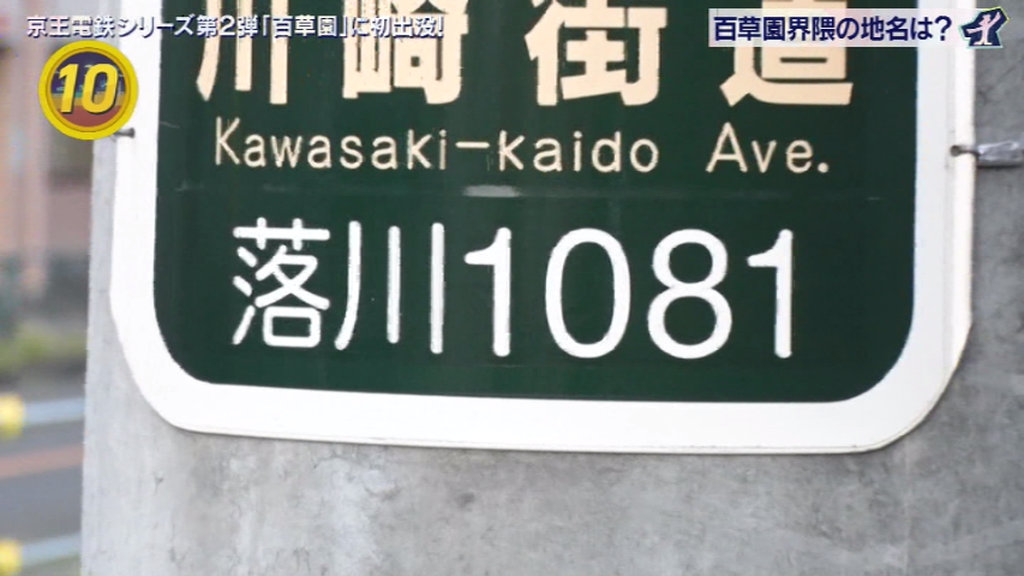 京王電鉄シリーズ第2弾「百草園」に初出没!
百草園界隈の地名は?
10
川崎街道
Kawasaki-kaido Ave.
落川1081